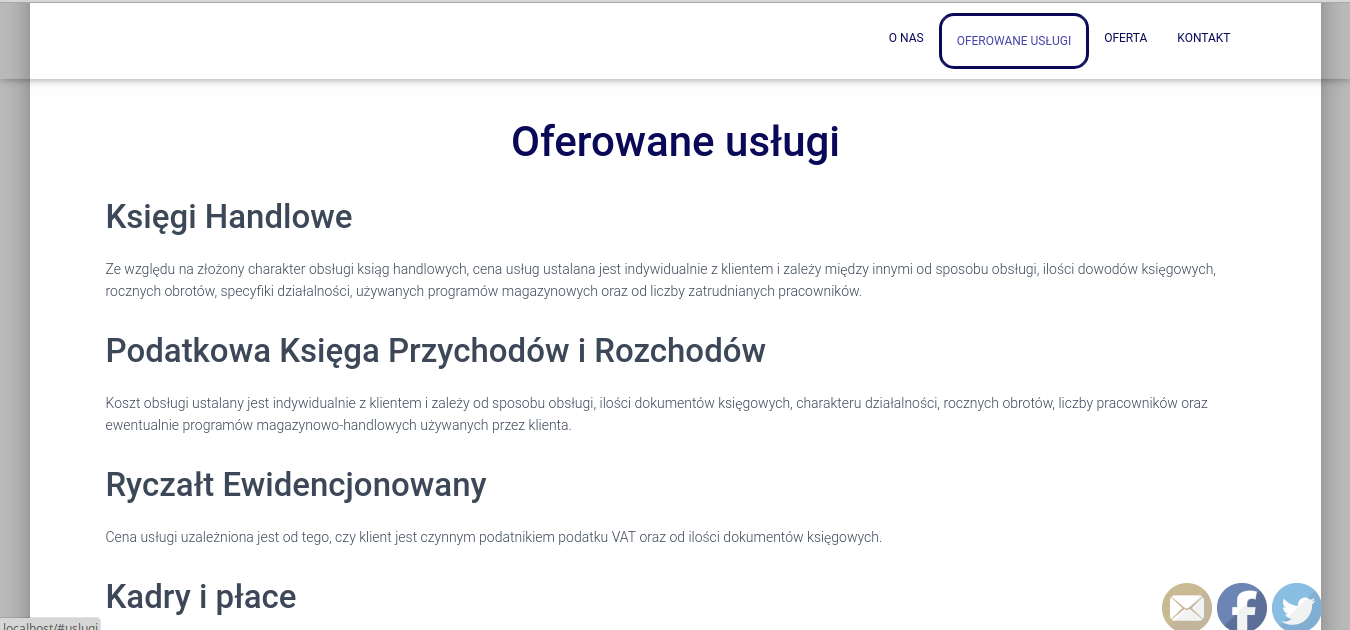 O NAS
OFEROWANE USŁUGI
OFERTA
KONTAKT
Oferowane usługi
Księgi Handlowe
Ze względu na złożony charakter obsługi ksiąg handlowych, cena usług ustalana jest indywidualnie z klientem i zależy między innymi od sposobu obsługi, ilości dowodów księgowych,
rocznych obrotów, specyfiki działalności, używanych programów magazynowych oraz od liczby zatrudnianych pracowników.
Podatkowa Księga Przychodów i Rozchodów
Koszt obsługi ustalany jest indywidualnie z klientem i zależy od sposobu obsługi, ilości dokumentów księgowych, charakteru działalności, rocznych obrotów, liczby pracowników oraz
ewentualnie programów magazynowo-handlowych używanych przez klienta.
Ryczałt Ewidencjonowany
Cena usługi uzależniona jest od tego, czy klient jest czynnym podatnikiem podatku VAT oraz od ilości dokumentów księgowych.
Kadry i płace
localhost/#uslugi